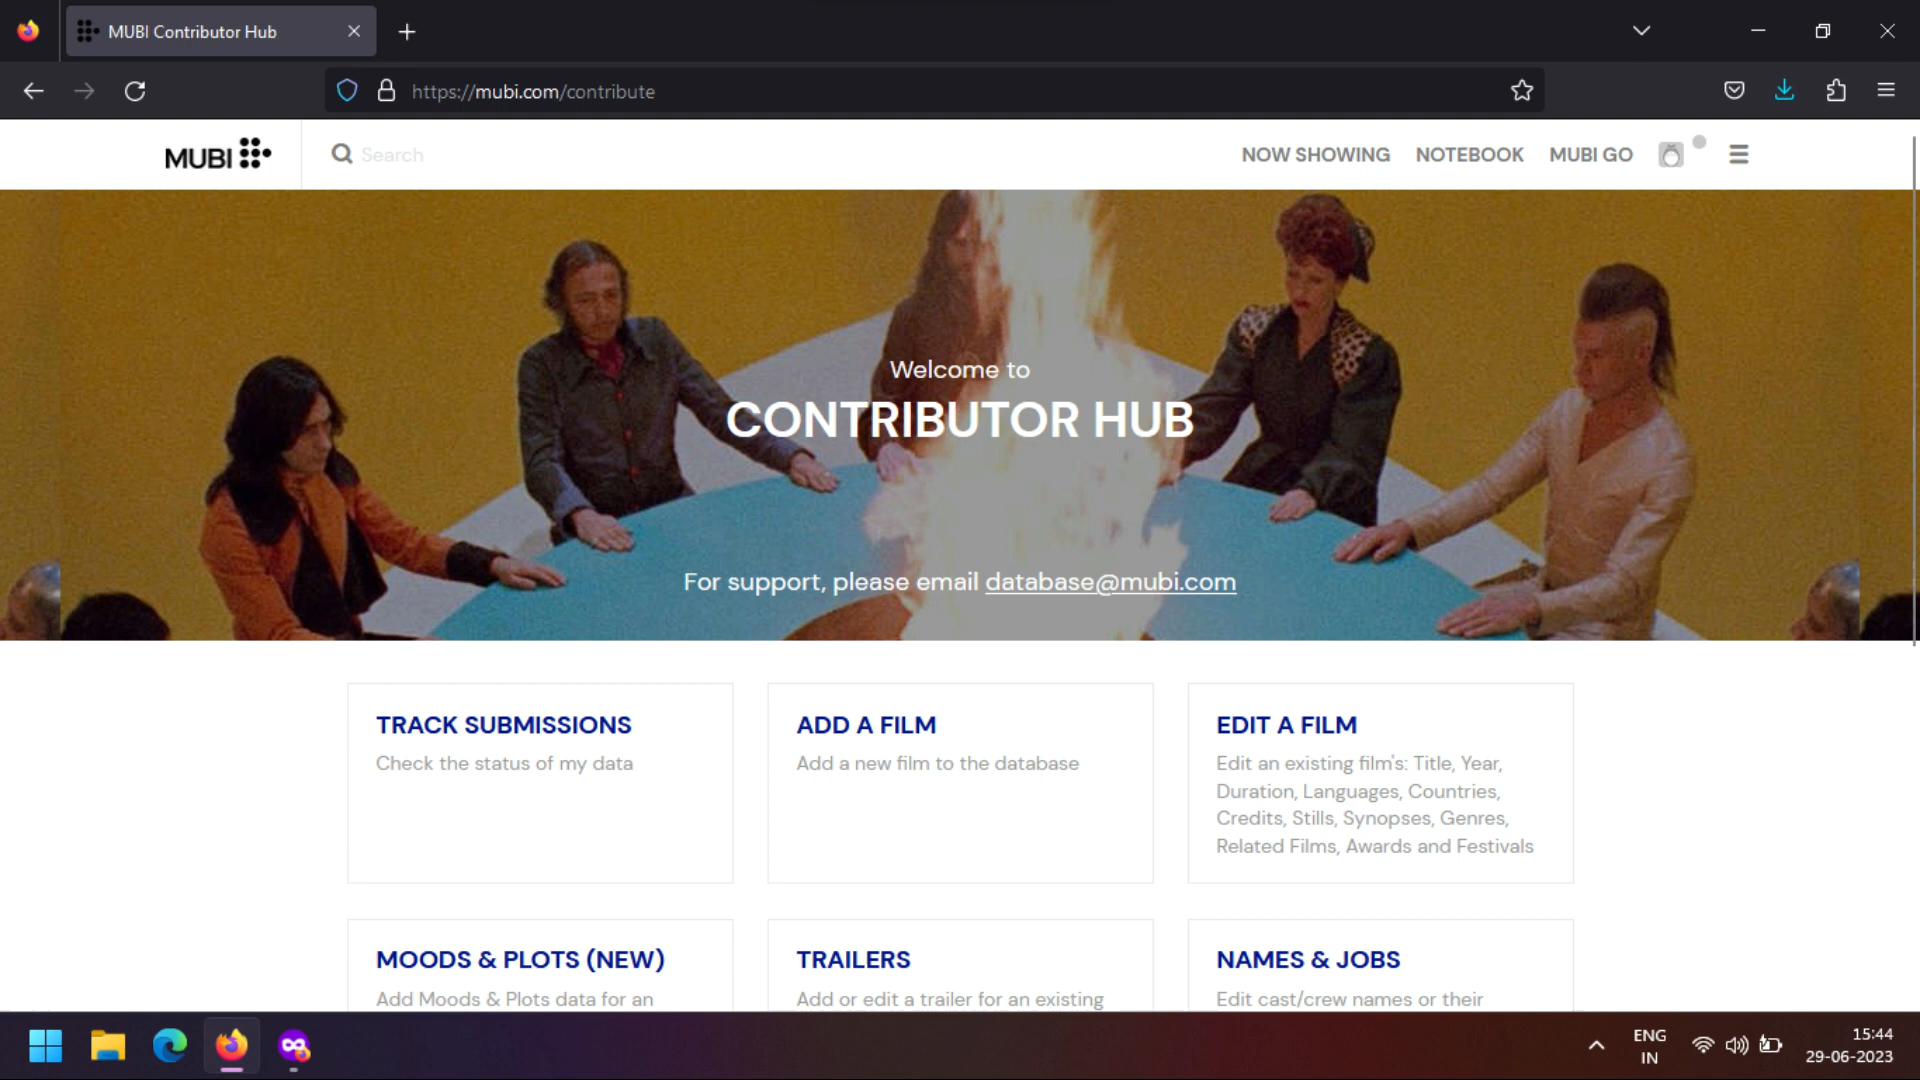 MUBI Contributor Hub
https://mubi.com/contribute
MUBI
Search
NOW SHOWING
NOTEBOOK
MUBI GO
Welcome to
CONTRIBUTOR HUB
For support, please email database@mubi.com
TRACK SUBMISSIONS
Check the status of my data
ADD A FILM
Add a new film to the database
EDIT A FILM
Edit an existing film's: Title, Year,
Duration, Languages, Countries,
Credits, Stills, Synopses, Genres,
Related Films, Awards and Festivals
MOODS & PLOTS (NEW)
Add Moods & Plots data for an
TRAILERS
Add or edit a trailer for an existing
NAMES & JOBS
Edit cast/crew names or their
ENG
IN
15:44
29-06-2023